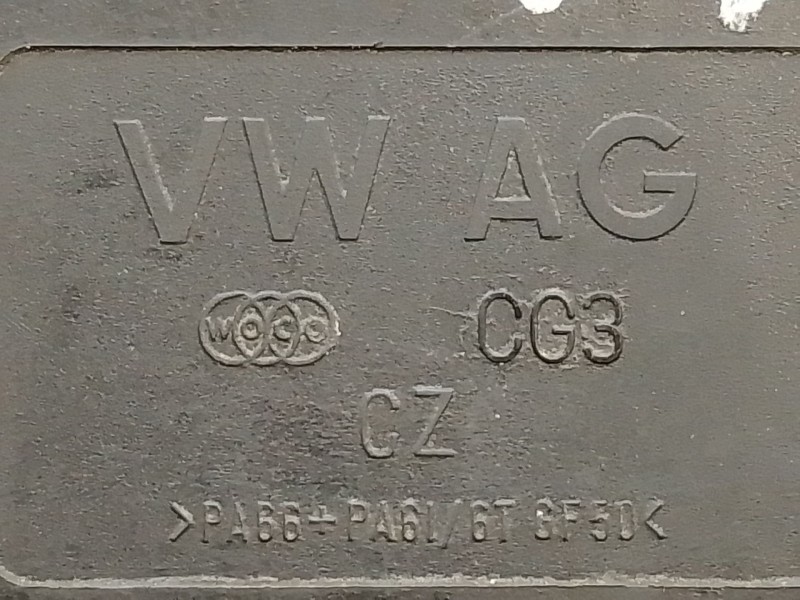 VW AG
WOCO CG3
CZ
>PA66+PA6I/6T GF50<